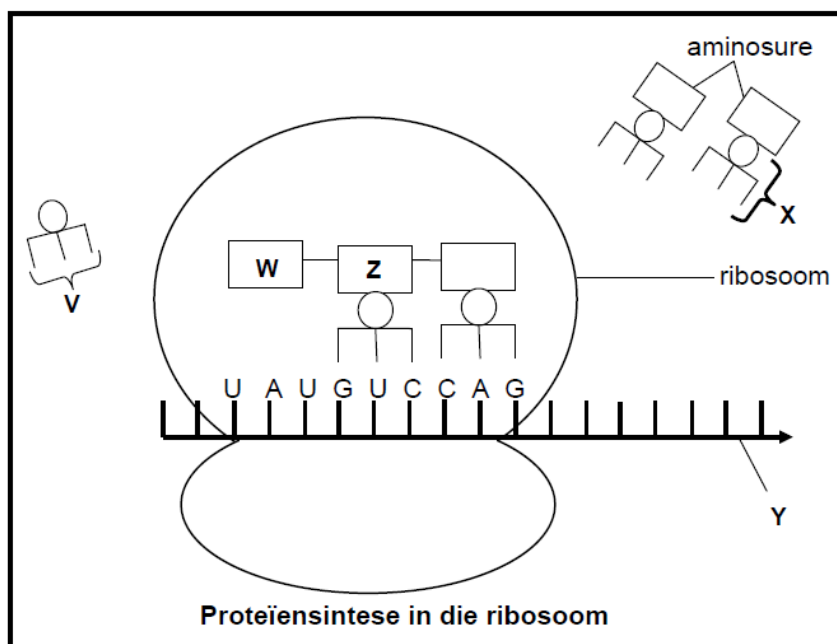 aminosure
X
V
W Z
ribosoom
U A U G U C C A G
Y
Proteïensintese in die ribosoom